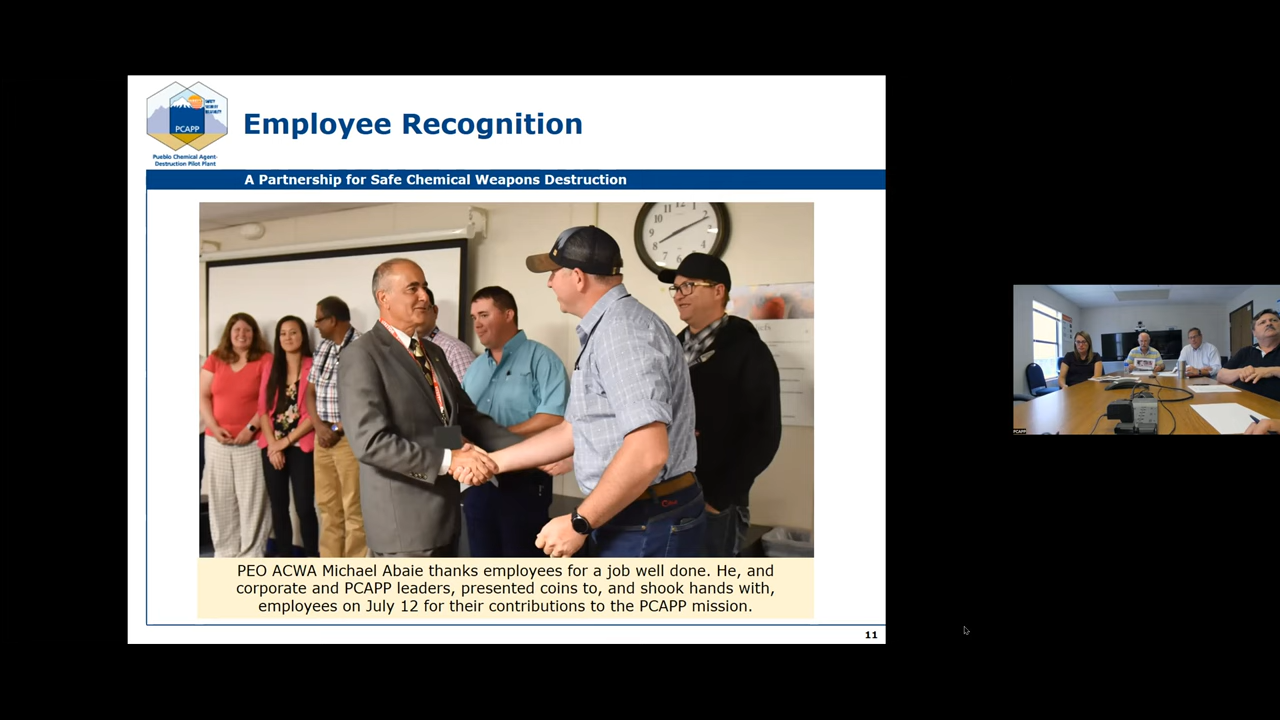 PCAPP
Pueblo Chemical Agent-
Destruction Pilot Plant
Employee Recognition
A Partnership for Safe Chemical Weapons Destruction
PEO ACWA Michael Abaie thanks employees for a job well done. He, and
corporate and PCAPP leaders, presented coins to, and shook hands with,
employees on July 12 for their contributions to the PCAPP mission.
11
PCAPP